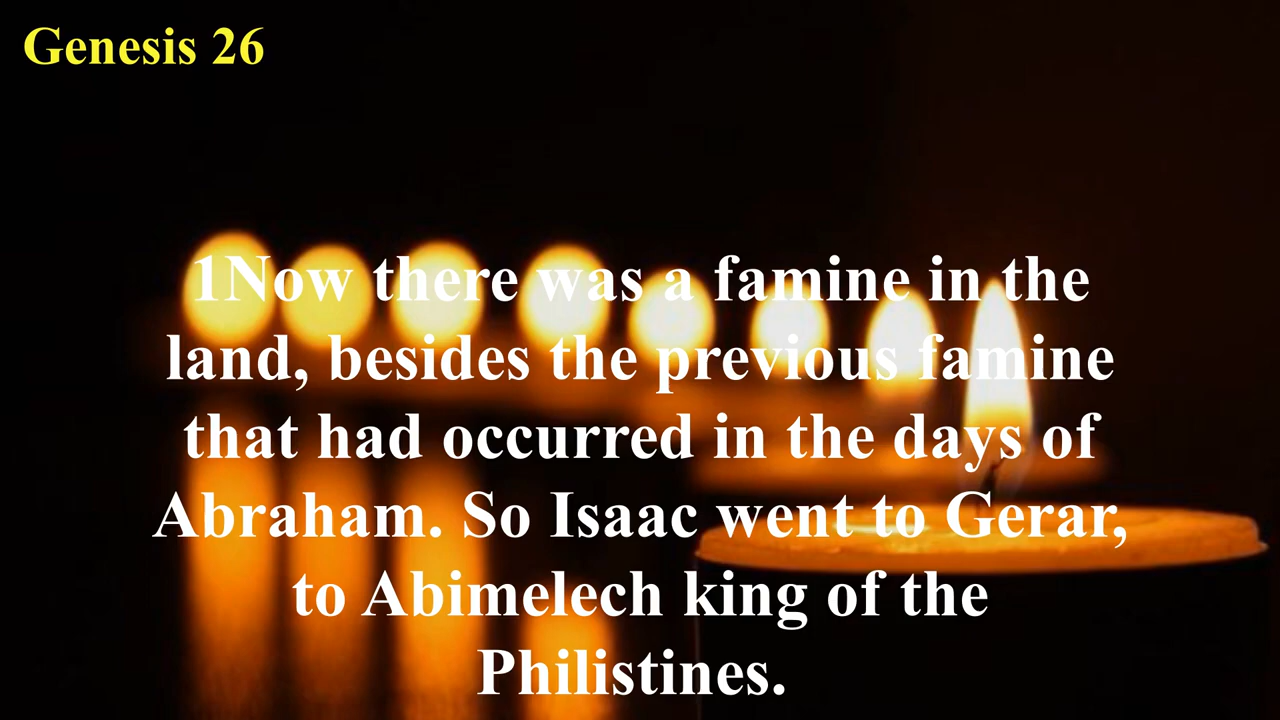 Genesis 26
1Now there was a famine in the
land, besides the previous famine
that had occurred in the days of
Abraham. So Isaac went to Gerar,
to Abimelech king of the
Philistines.